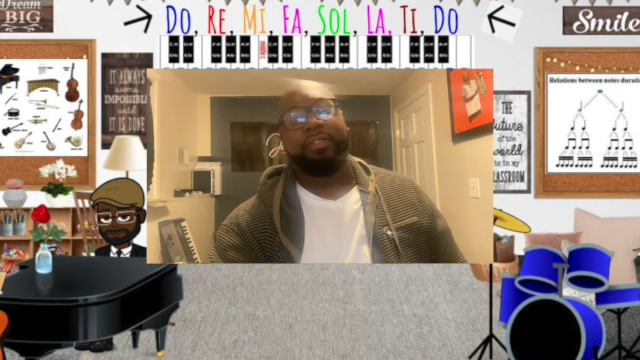 Dream
BIG
Do, Re, Mi, Fa, Sol, La, Ti, Do
Smile
IT ALWAYS
seems
IMPOSSIBLE
until
IT IS DONE
THE
future
of the
world
is in my
CLASSROOM
Relations between notes duratio